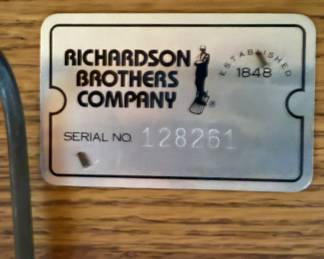 RICHARDSON
BROTHERS
COMPANY
®
ESTABLISHED
1848
SERIAL NO. 128261